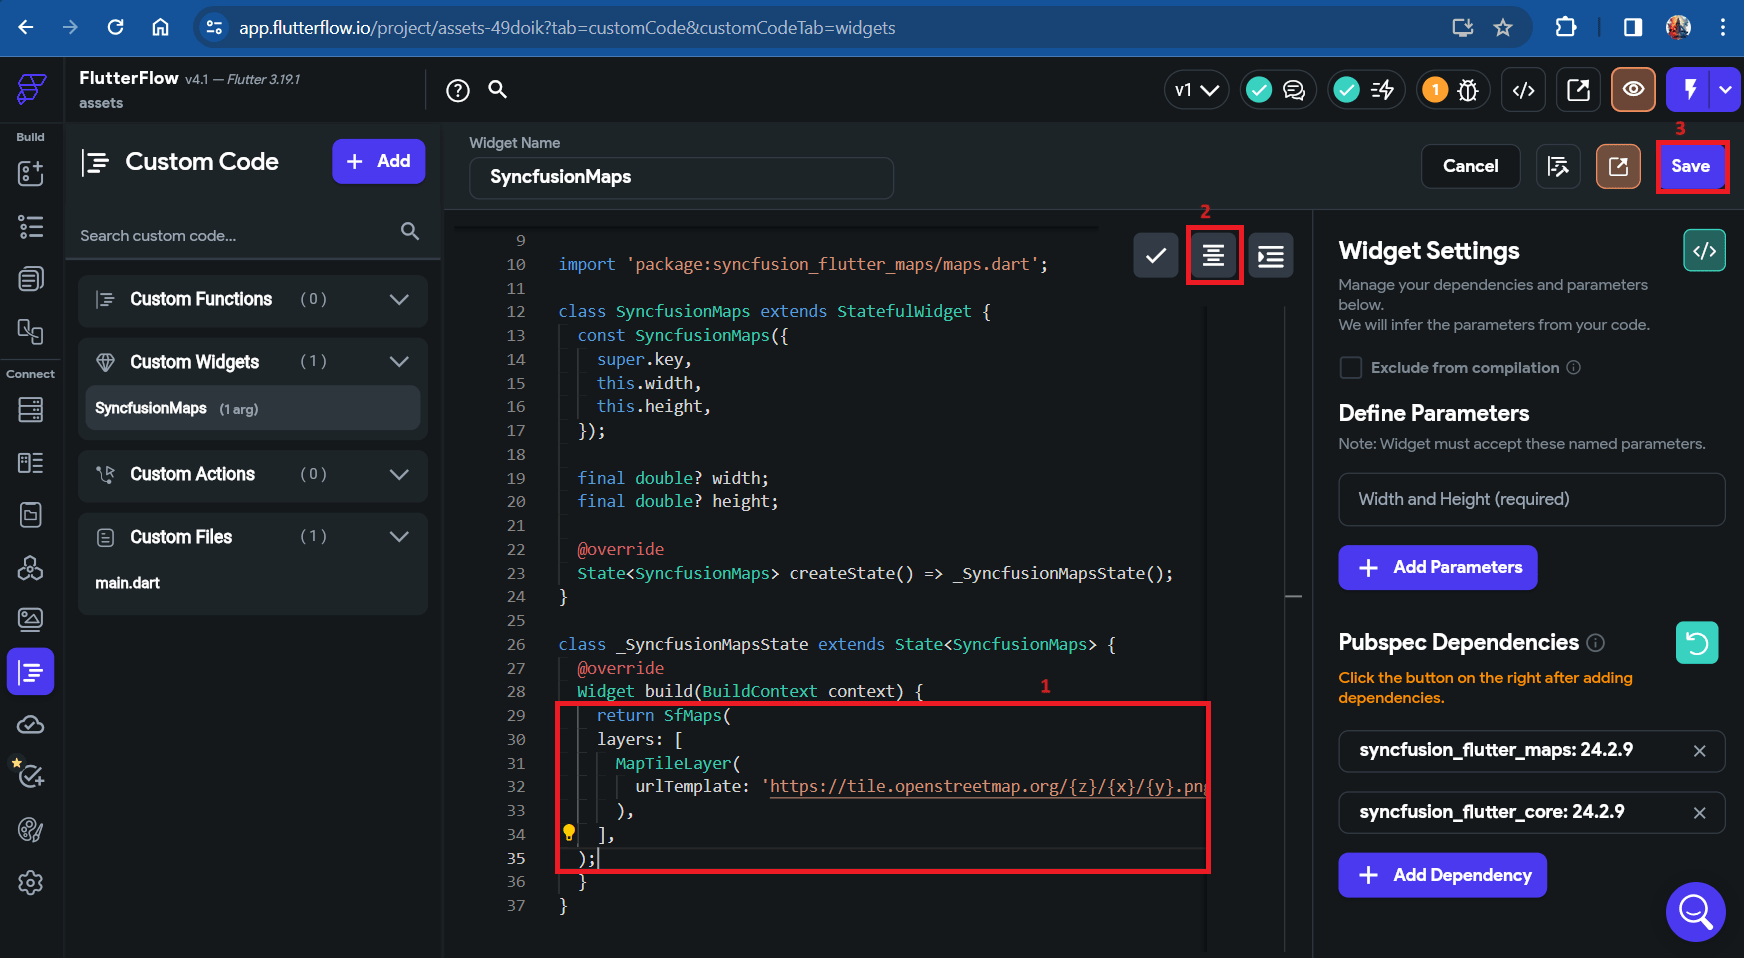 app.flutterflow.io/project/assets-49doik?tab=customCode&customCodeTab=widgets
FlutterFlow v4.1 — Flutter 3.19.1
assets
v1
1
Build
Custom Code
+ Add
Widget Name
SyncfusionMaps
Cancel
3
Save
Search custom code...
Custom Functions (0)
Custom Widgets (1)
SyncfusionMaps (1 arg)
Custom Actions (0)
Custom Files (1)
main.dart
Connect
2
9
10 import 'package:syncfusion_flutter_maps/maps.dart';
11
12 class SyncfusionMaps extends StatefulWidget {
13 const SyncfusionMaps({
14 super.key,
15 this.width,
16 this.height,
17 });
18
19 final double? width;
20 final double? height;
21
22 @override
23 State<SyncfusionMaps> createState() => _SyncfusionMapsState();
24 }
25
26 class _SyncfusionMapsState extends State<SyncfusionMaps> {
27 @override
28 Widget build(BuildContext context) {
1
29 return SfMaps(
30 layers: [
31 MapTileLayer(
32 urlTemplate: 'https://tile.openstreetmap.org/{z}/{x}/{y}.png
33 ),
34 ],
35 );
36 }
37 }
Widget Settings
Manage your dependencies and parameters
below.
We will infer the parameters from your code.
Exclude from compilation
Define Parameters
Note: Widget must accept these named parameters.
Width and Height (required)
+ Add Parameters
Pubspec Dependencies
Click the button on the right after adding
dependencies.
syncfusion_flutter_maps: 24.2.9
syncfusion_flutter_core: 24.2.9
+ Add Dependency